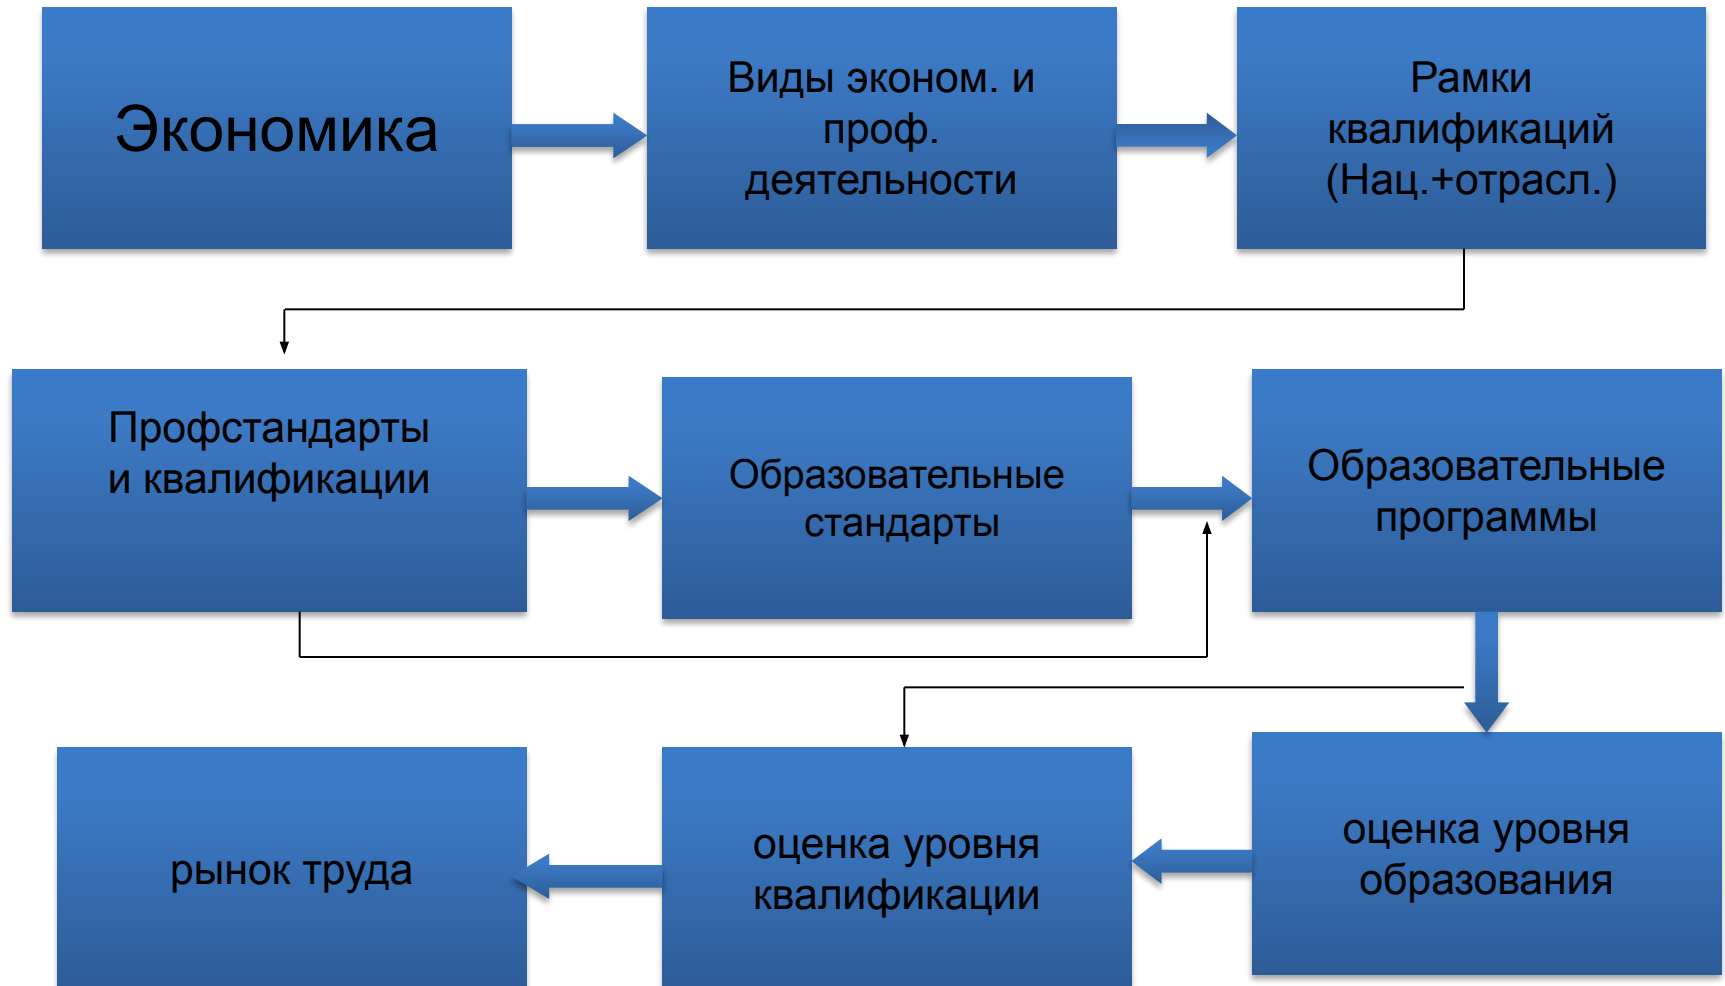 Экономика
Виды эконом. и
проф.
деятельности
Рамки
квалификаций
(Нац.+отрасл.)
Профстандарты
и квалификации
Образовательные
стандарты
Образовательные
программы
рынок труда
оценка уровня
квалификации
оценка уровня
образования